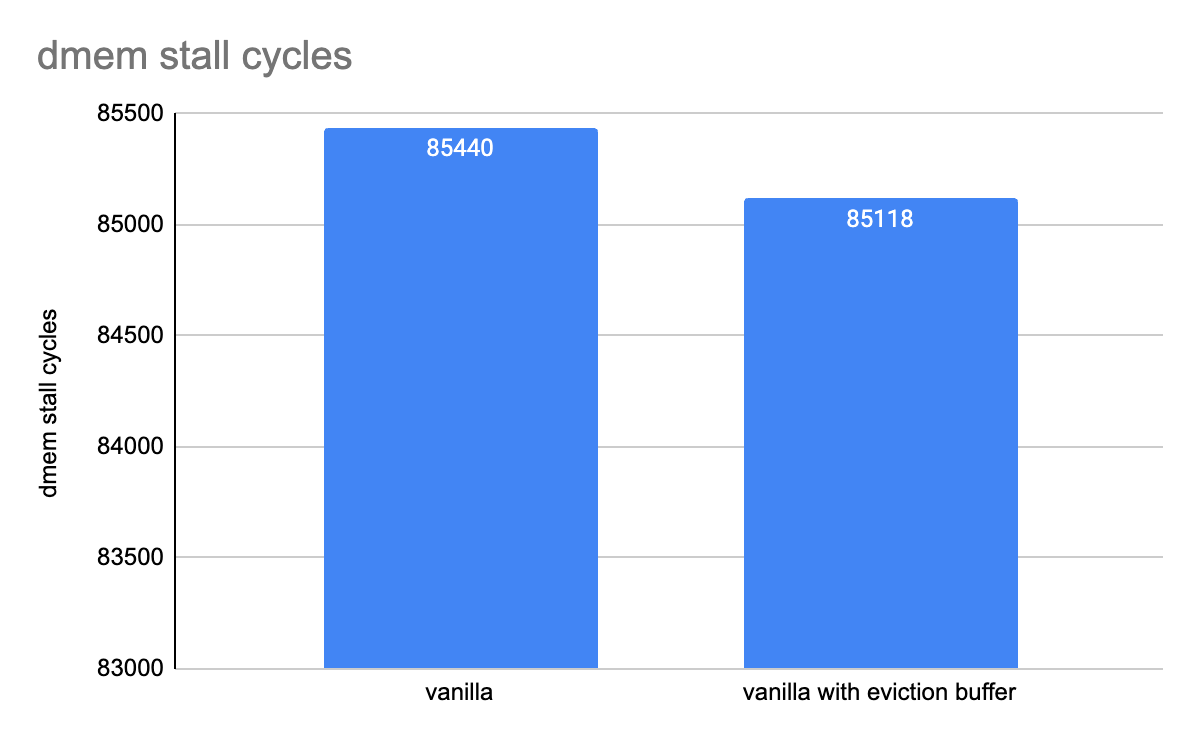 dmem stall cycles
85500
85000
84500
84000
83500
83000
dmem stall cycles
85440
85118
vanilla
vanilla with eviction buffer